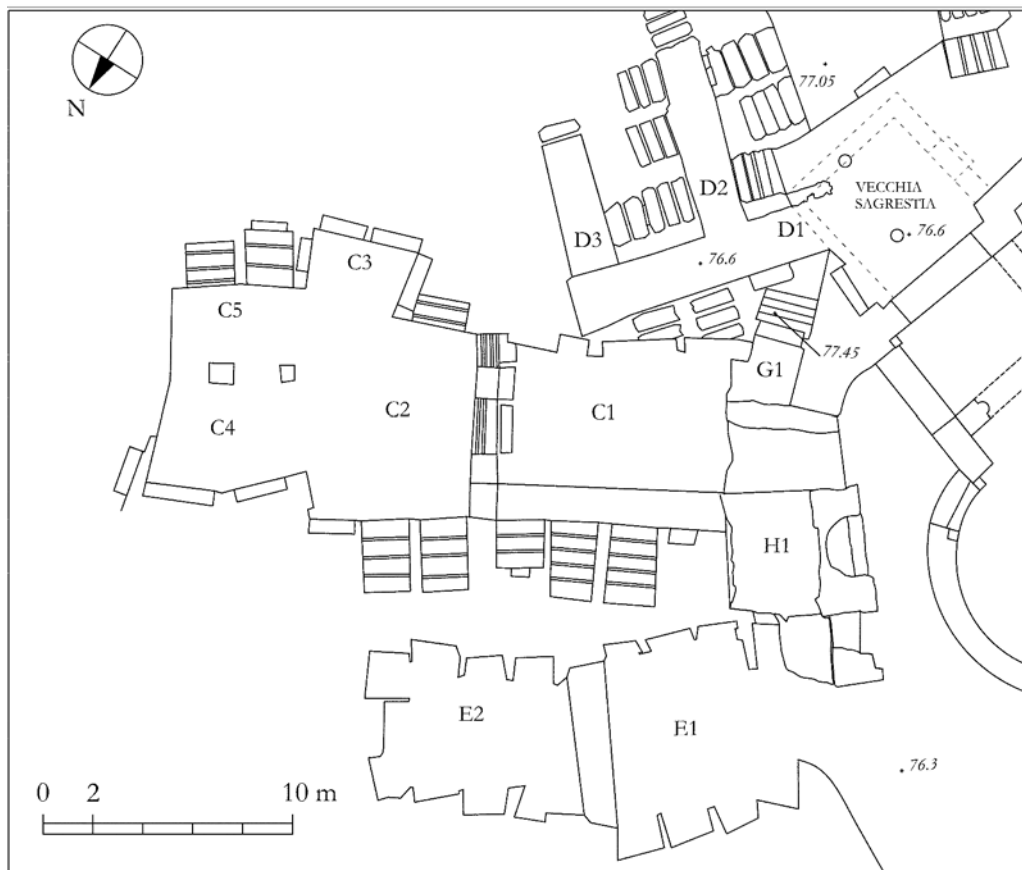 N
77.05
D2
VECCHIA
SAGRESTIA
D1
76.6
D3
76.6
C3
C5
77.45
G1
C2
C1
C4
H1
E2
E1
76.3
0 2 10 m